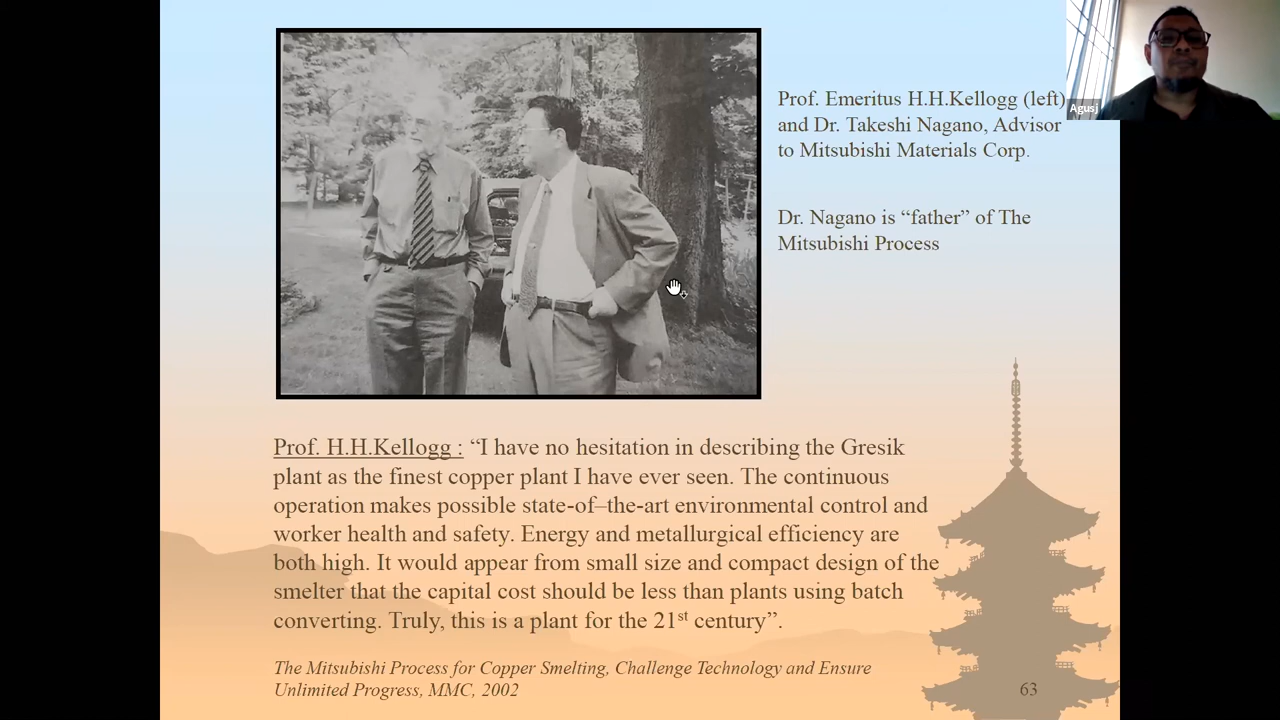 Prof. Emeritus H.H.Kellogg (left)
and Dr. Takeshi Nagano, Advisor
to Mitsubishi Materials Corp.
Agusj
Dr. Nagano is “father” of The
Mitsubishi Process
Prof. H.H.Kellogg : “I have no hesitation in describing the Gresik
plant as the finest copper plant I have ever seen. The continuous
operation makes possible state-of–the-art environmental control and
worker health and safety. Energy and metallurgical efficiency are
both high. It would appear from small size and compact design of the
smelter that the capital cost should be less than plants using batch
converting. Truly, this is a plant for the 21st century”.
The Mitsubishi Process for Copper Smelting, Challenge Technology and Ensure
Unlimited Progress, MMC, 2002
63